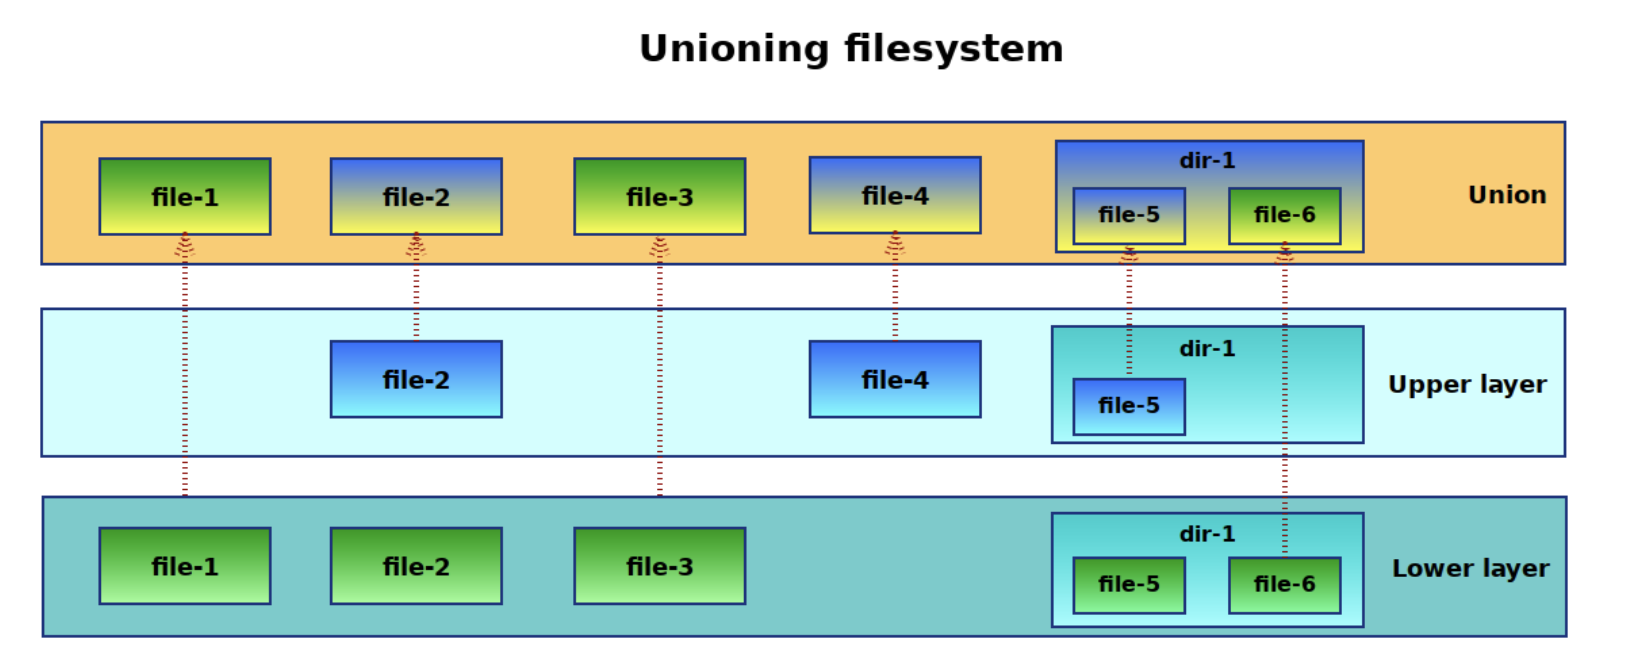 Unioning filesystem
file-1
file-2
file-3
file-4
dir-1
file-5
file-6
Union
file-2
file-4
dir-1
file-5
Upper layer
file-1
file-2
file-3
dir-1
file-5
file-6
Lower layer